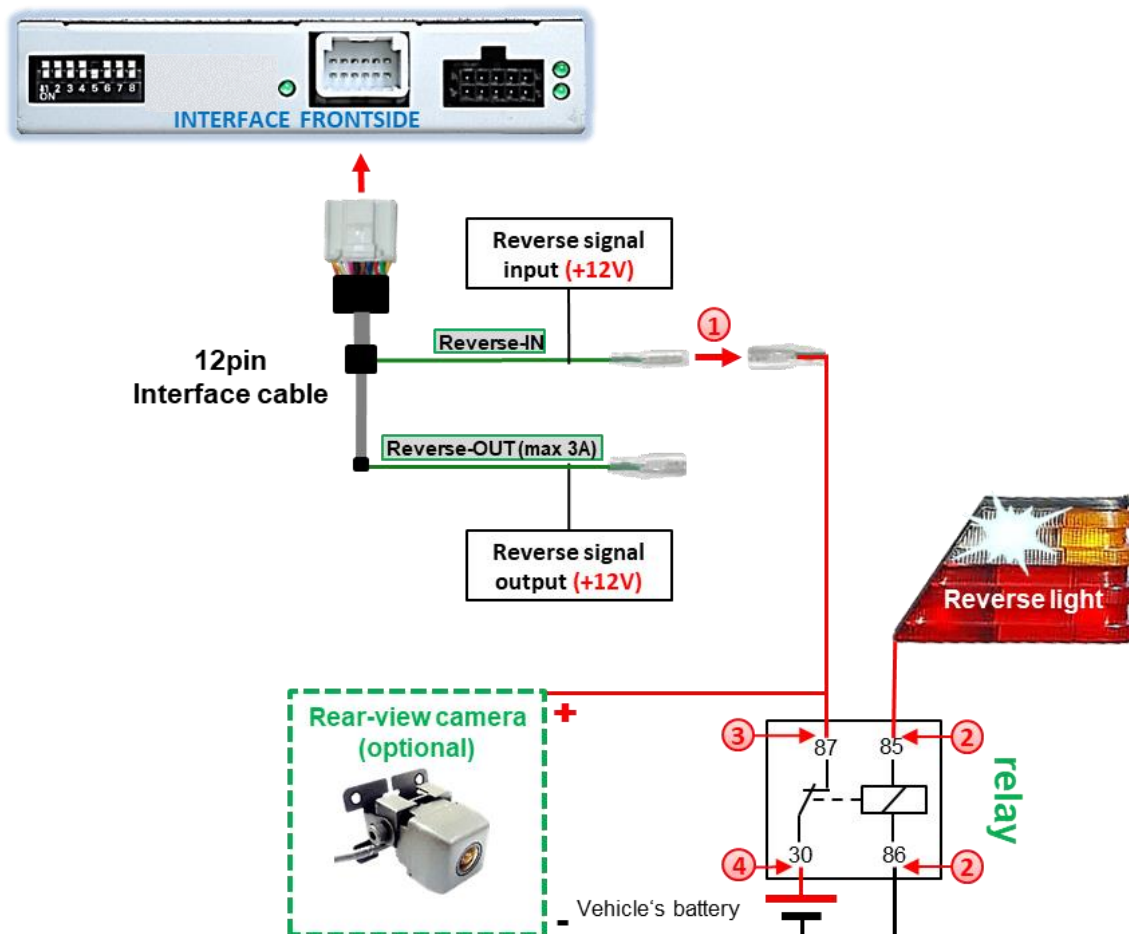 1 2 3 4 5 6 7 8
ON
INTERFACE FRONTSIDE
Reverse signal
input (+12V)
1
Reverse-IN
12pin
Interface cable
Reverse-OUT (max 3A)
Reverse signal
output (+12V)
Reverse light
Rear-view camera
(optional)
+
3
87
85
2
relay
4
30
86
2
-
Vehicle‘s battery